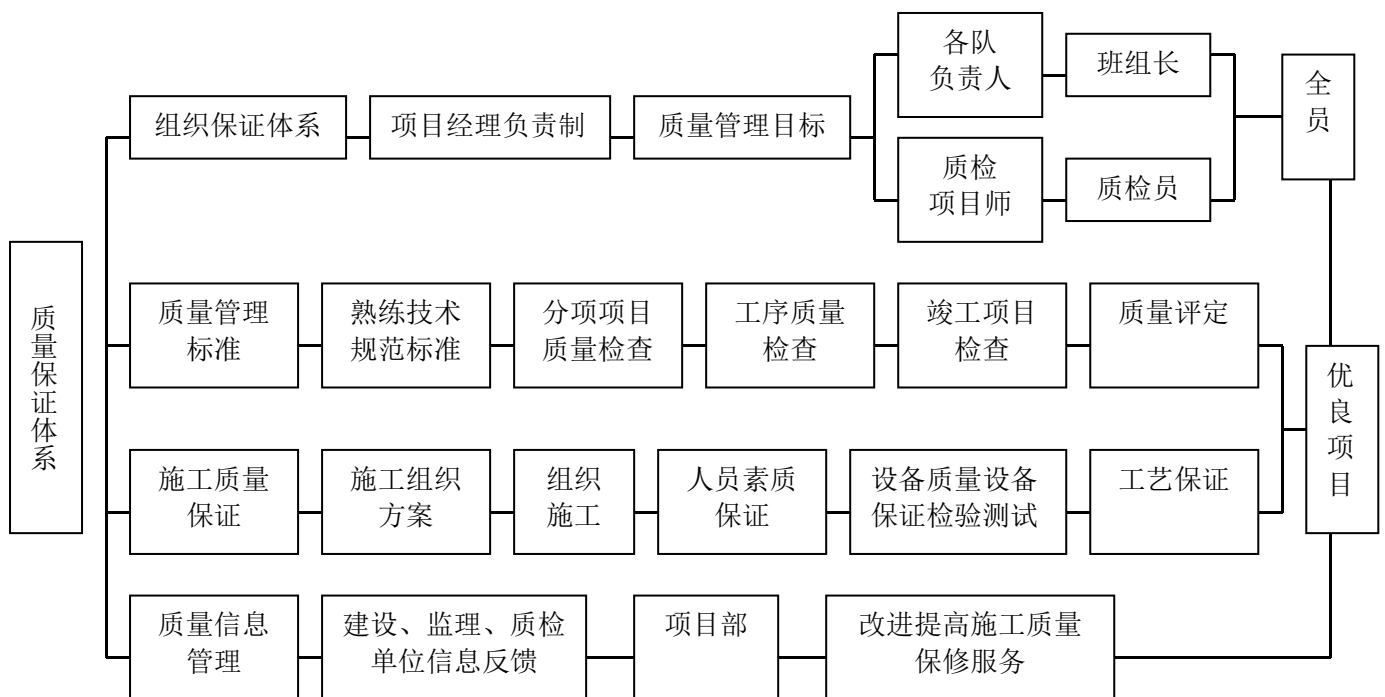 各队
负责人
班组长
全员
组织保证体系
项目经理负责制
质量管理目标
质检
项目师
质检员
质量保证体系
质量管理
标准
熟练技术
规范标准
分项项目
质量检查
工序质量
检查
竣工项目
检查
质量评定
优良项目
施工质量
保证
施工组织
方案
组织
施工
人员素质
保证
设备质量设备
保证检验测试
工艺保证
质量信息
管理
建设、监理、质检
单位信息反馈
项目部
改进提高施工质量
保修服务